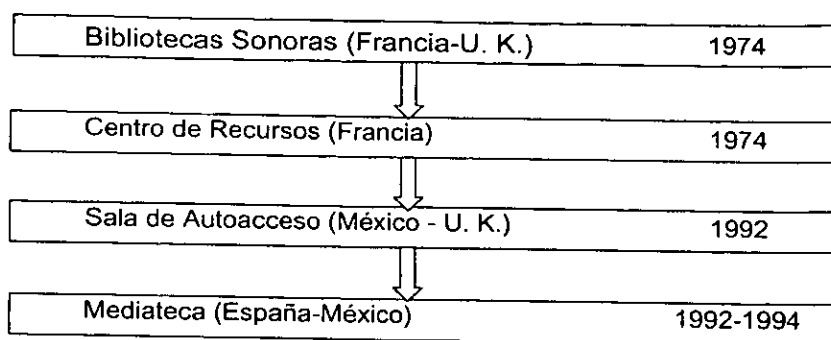 Bibliotecas Sonoras (Francia-U. K.) 1974
Centro de Recursos (Francia) 1974
Sala de Autoacceso (México - U. K.) 1992
Mediateca (España-México) 1992-1994